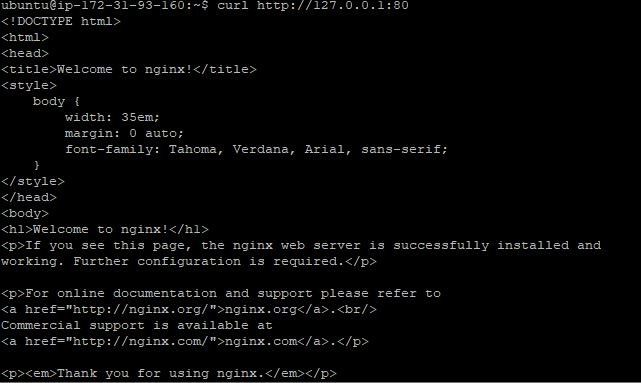 ubuntu@ip-172-31-93-160:~$ curl http://127.0.0.1:80
<!DOCTYPE html>
<html>
<head>
<title>Welcome to nginx!</title>
<style>
    body {
        width: 35em;
        margin: 0 auto;
        font-family: Tahoma, Verdana, Arial, sans-serif;
    }
</style>
</head>
<body>
<h1>Welcome to nginx!</h1>
<p>If you see this page, the nginx web server is successfully installed and
working. Further configuration is required.</p>

<p>For online documentation and support please refer to
<a href="http://nginx.org/">nginx.org</a>.<br/>
Commercial support is available at
<a href="http://nginx.com/">nginx.com</a>.</p>

<p><em>Thank you for using nginx.</em></p>